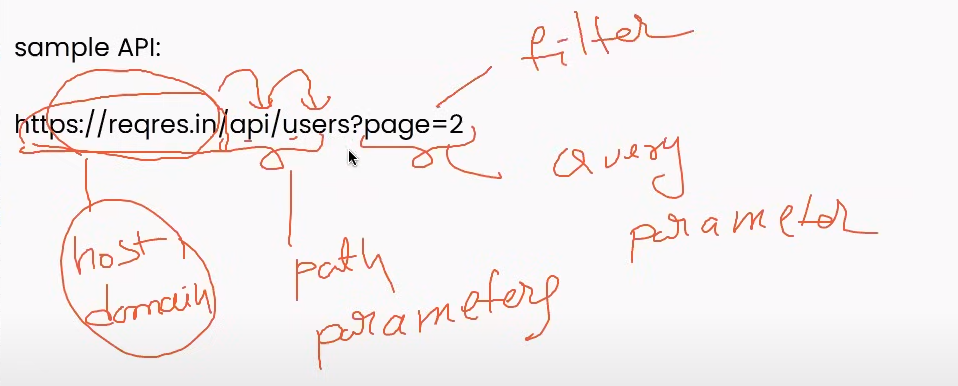 sample API:
filter
https://reqres.in/api/users?page=2
query
parameter
host,
domain
path
parameters